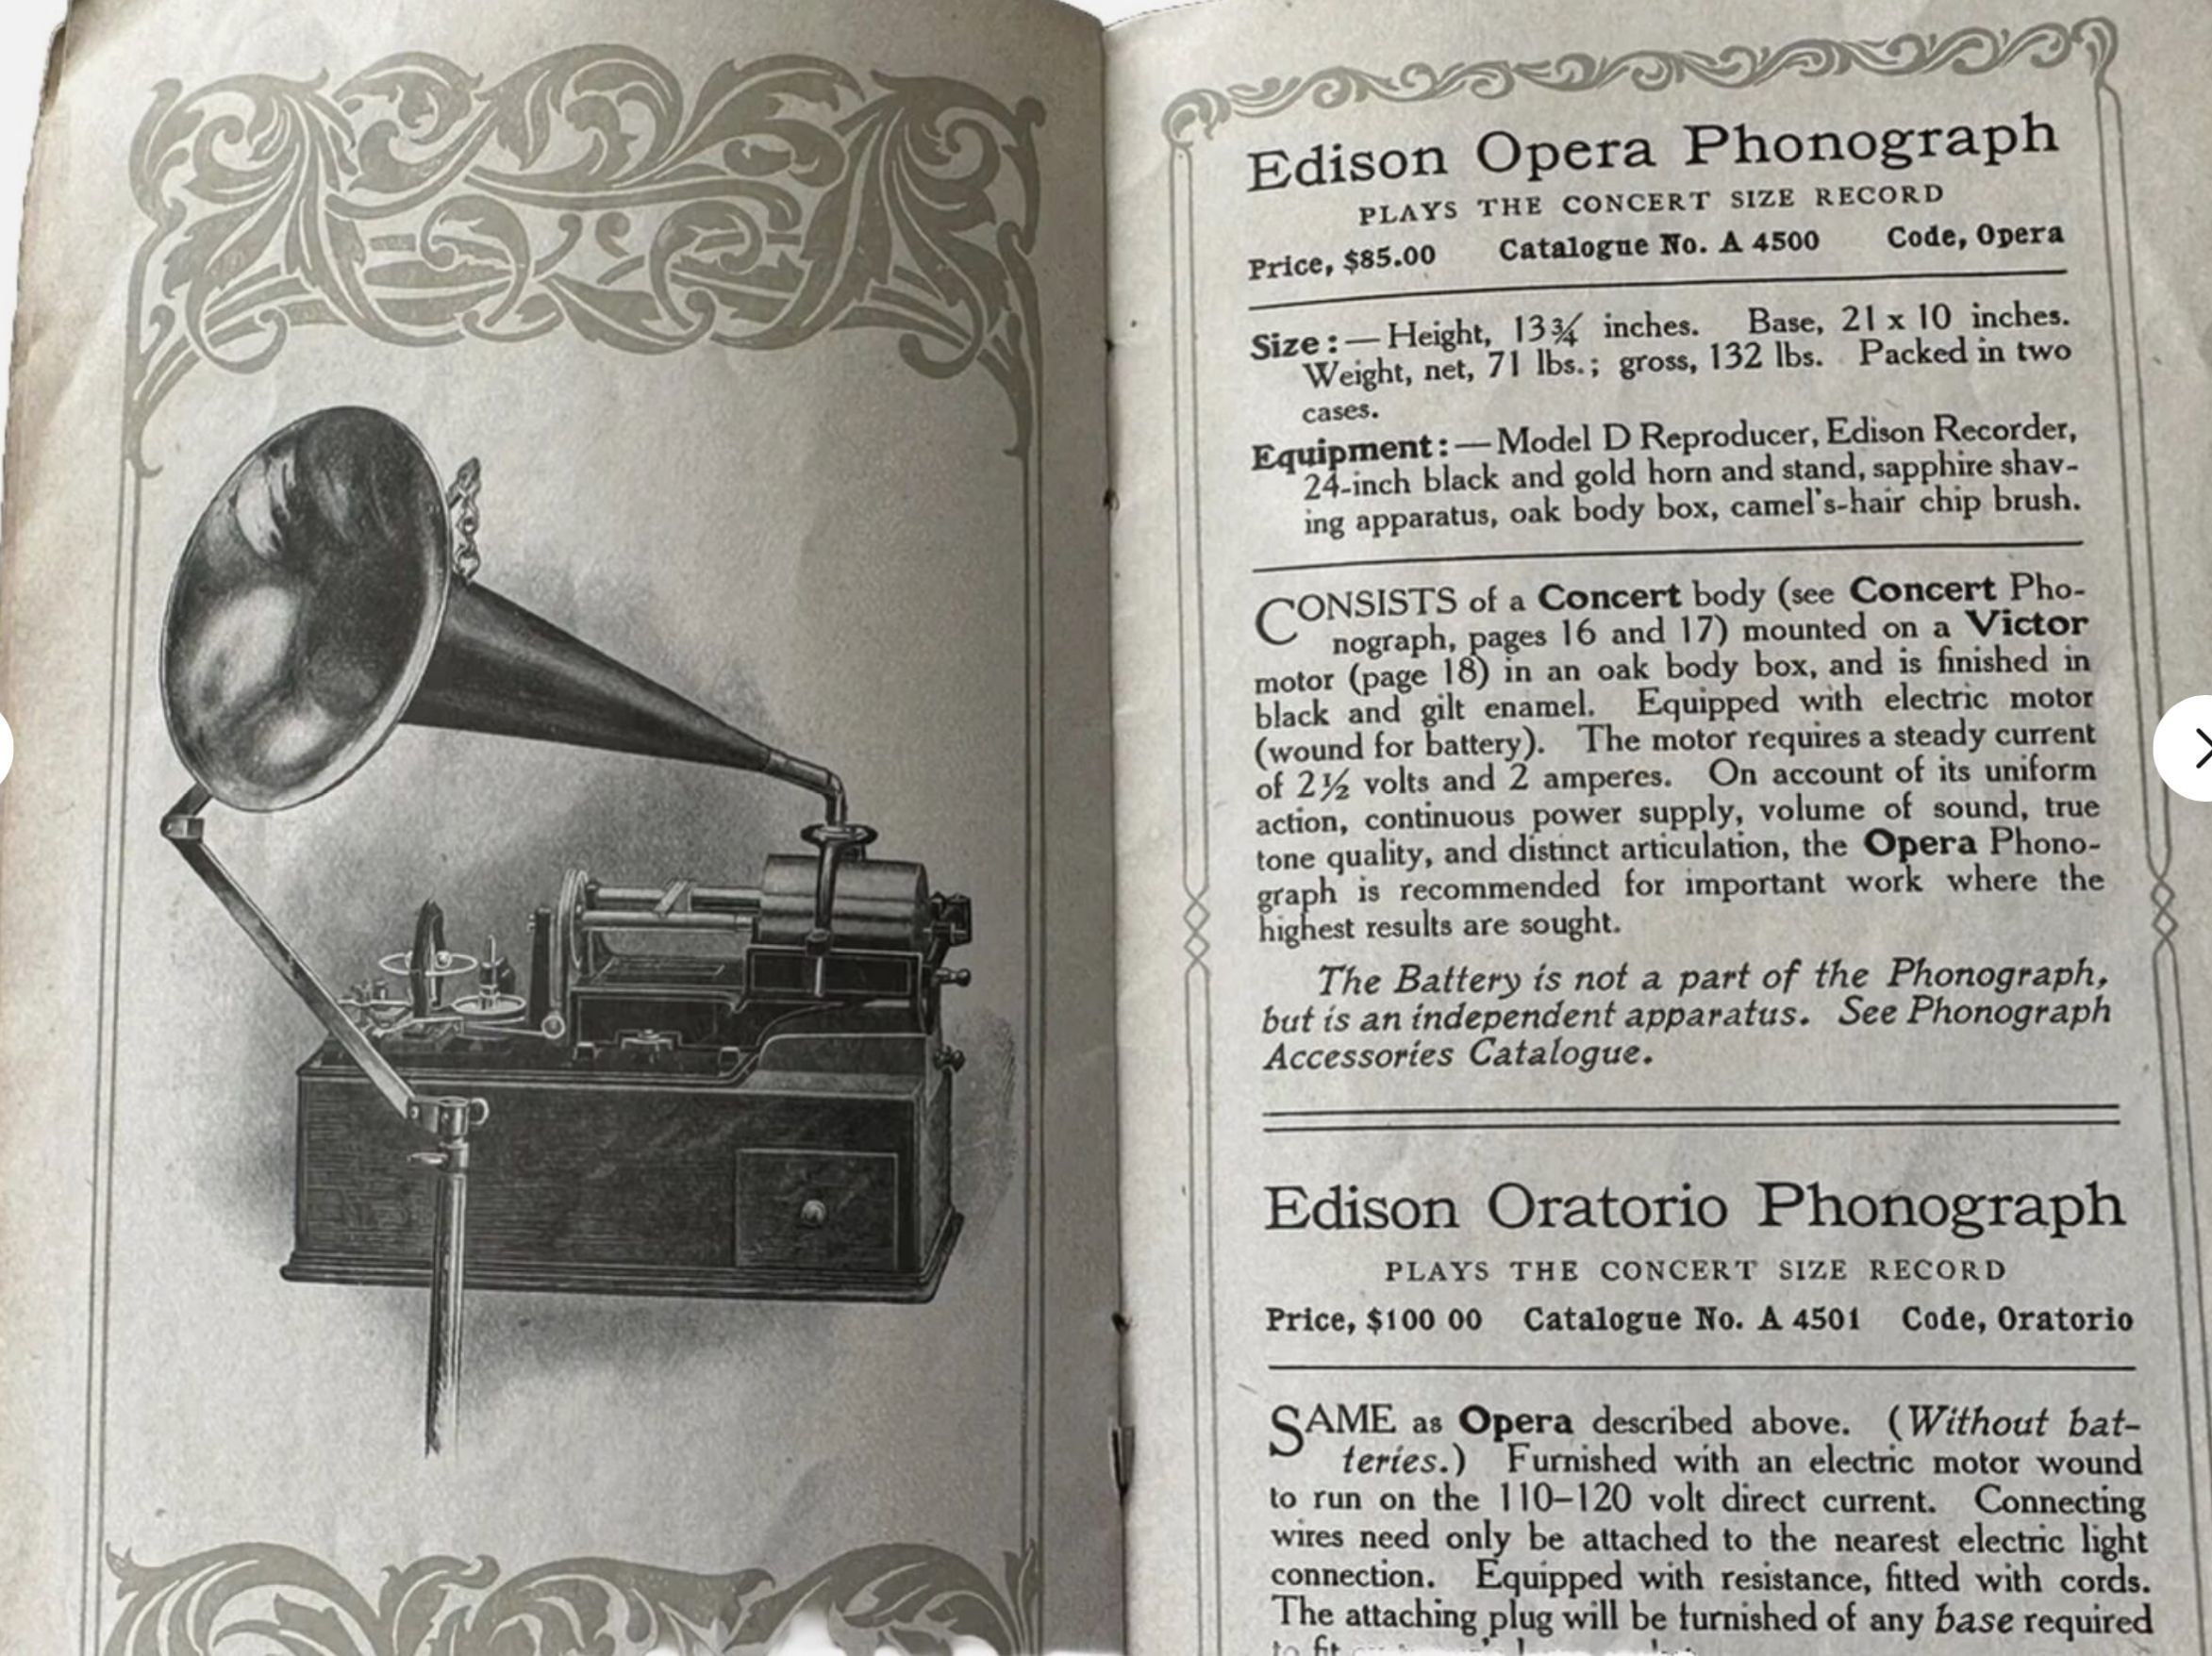 Edison Opera Phonograph
PLAYS THE CONCERT SIZE RECORD
Price, $85.00 Catalogue No. A 4500 Code, Opera
Size:—Height, 13¾ inches. Base, 21 x 10 inches.
Weight, net, 71 lbs.; gross, 132 lbs. Packed in two
cases.
Equipment:—Model D Reproducer, Edison Recorder,
24-inch black and gold horn and stand, sapphire shav-
ing apparatus, oak body box, camel's-hair chip brush.
CONSISTS of a Concert body (see Concert Pho-
nograph, pages 16 and 17) mounted on a Victor
motor (page 18) in an oak body box, and is finished in
black and gilt enamel. Equipped with electric motor
(wound for battery). The motor requires a steady current
of 2½ volts and 2 amperes. On account of its uniform
action, continuous power supply, volume of sound, true
tone quality, and distinct articulation, the Opera Phono-
graph is recommended for important work where the
highest results are sought.
The Battery is not a part of the Phonograph,
but is an independent apparatus. See Phonograph
Accessories Catalogue.
Edison Oratorio Phonograph
PLAYS THE CONCERT SIZE RECORD
Price, $100 00 Catalogue No. A 4501 Code, Oratorio
SAME as Opera described above. (Without bat-
teries.) Furnished with an electric motor wound
to run on the 110-120 volt direct current. Connecting
wires need only be attached to the nearest electric light
connection. Equipped with resistance, fitted with cords.
The attaching plug will be furnished of any base required
to fit